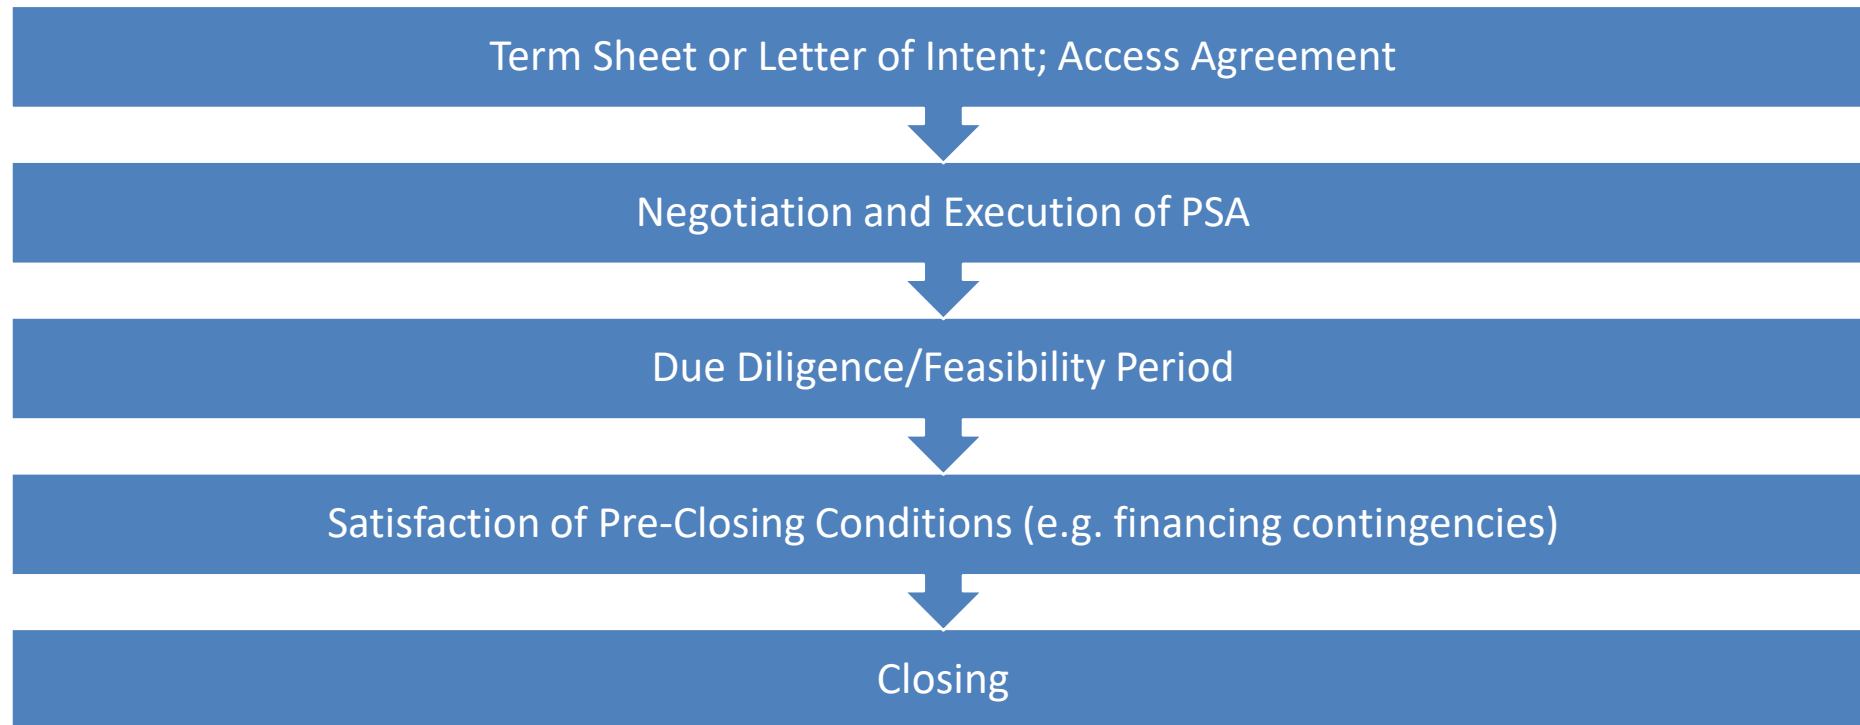 Term Sheet or Letter of Intent; Access Agreement
Negotiation and Execution of PSA
Due Diligence/Feasibility Period
Satisfaction of Pre-Closing Conditions (e.g. financing contingencies)
Closing